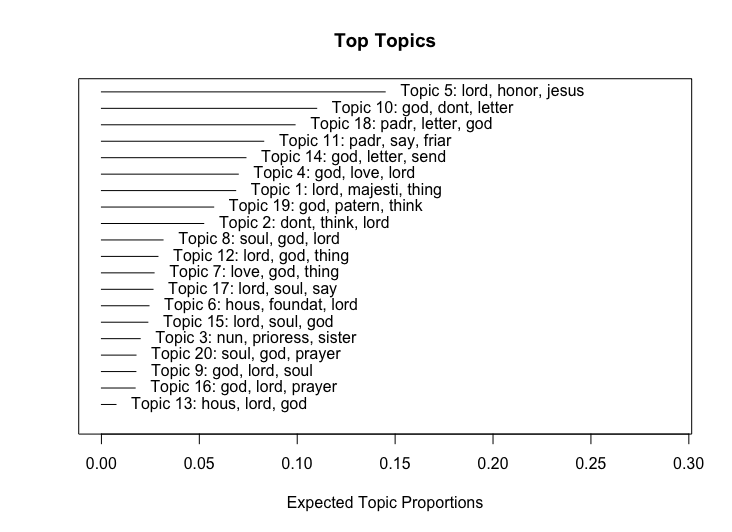 Top Topics
Topic 5: lord, honor, jesus
Topic 10: god, dont, letter
Topic 18: padr, letter, god
Topic 11: padr, say, friar
Topic 14: god, letter, send
Topic 4: god, love, lord
Topic 1: lord, majesti, thing
Topic 19: god, patern, think
Topic 2: dont, think, lord
Topic 8: soul, god, lord
Topic 12: lord, god, thing
Topic 7: love, god, thing
Topic 17: lord, soul, say
Topic 6: hous, foundat, lord
Topic 15: lord, soul, god
Topic 3: nun, prioress, sister
Topic 20: soul, god, prayer
Topic 9: god, lord, soul
Topic 16: god, lord, prayer
Topic 13: hous, lord, god
0.00 0.05 0.10 0.15 0.20 0.25 0.30
Expected Topic Proportions